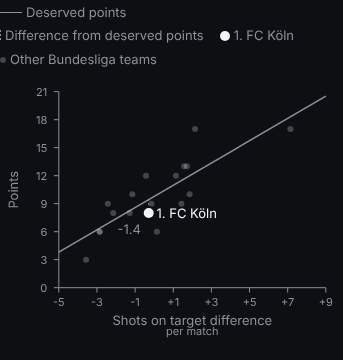 Deserved points
Difference from deserved points 1. FC Köln
Other Bundesliga teams
21
18
15
12
9
6
3
0
Points
1. FC Köln
-1.4
-5 -3 -1 +1 +3 +5 +7 +9
Shots on target difference
per match